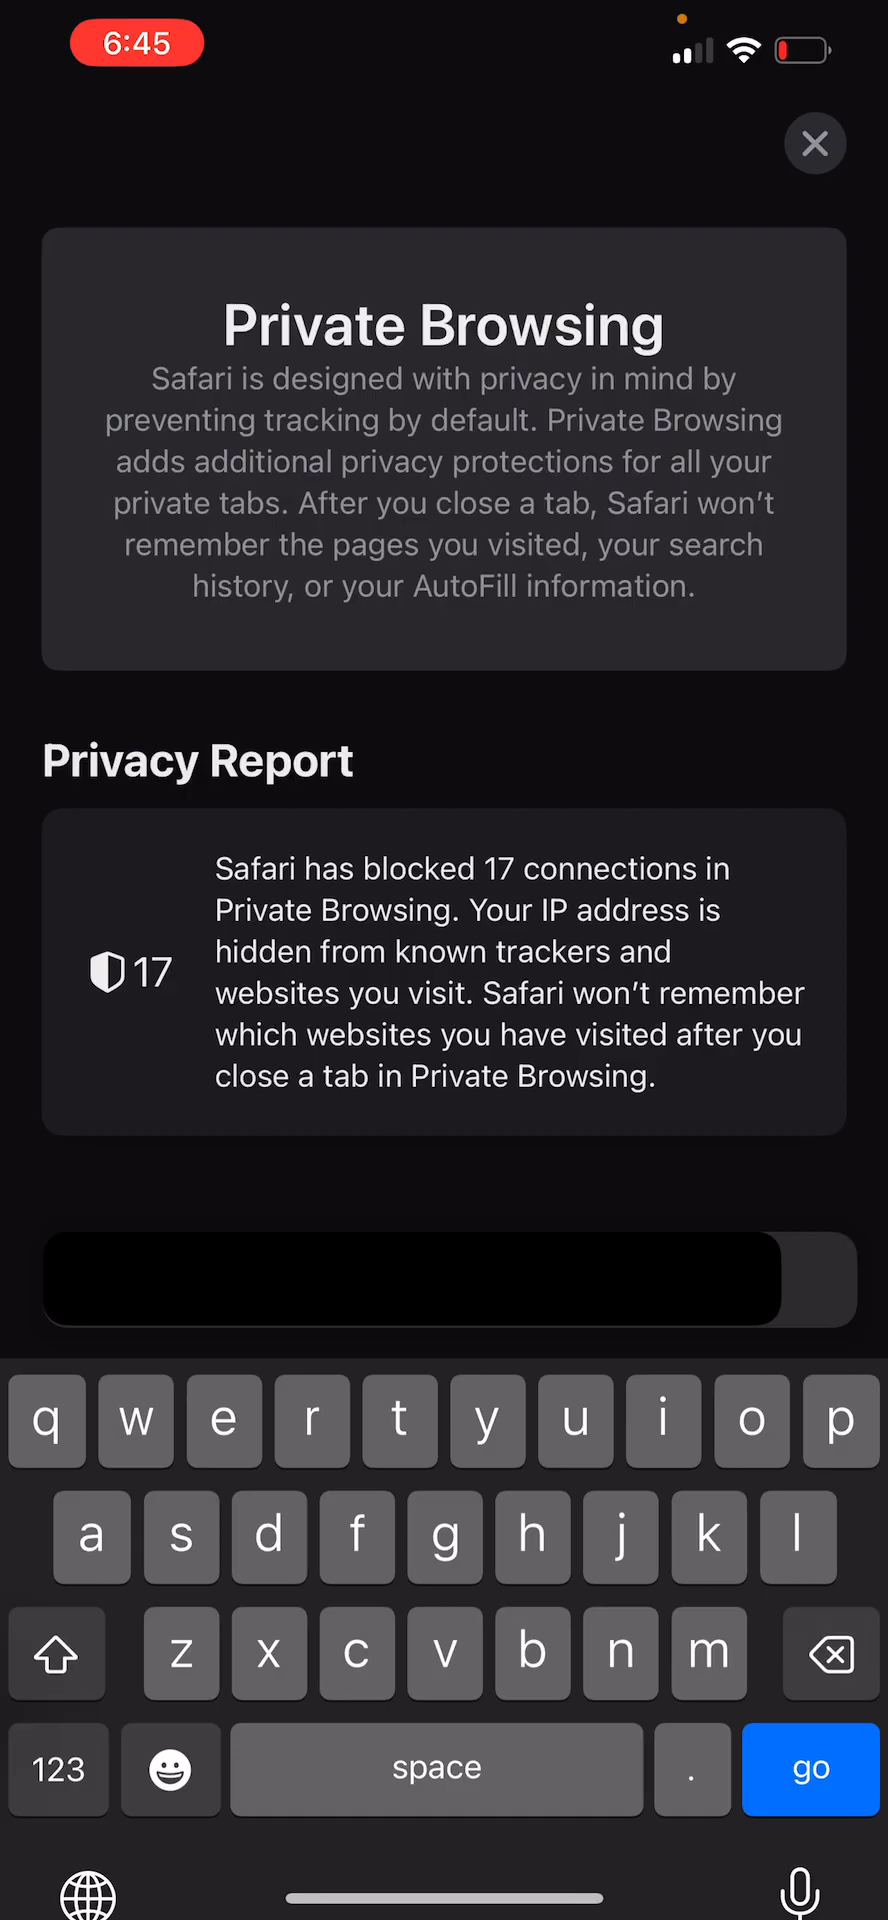 6:45
Private Browsing
Safari is designed with privacy in mind by
preventing tracking by default. Private Browsing
adds additional privacy protections for all your
private tabs. After you close a tab, Safari won’t
remember the pages you visited, your search
history, or your AutoFill information.
Privacy Report
17
Safari has blocked 17 connections in
Private Browsing. Your IP address is
hidden from known trackers and
websites you visit. Safari won’t remember
which websites you have visited after you
close a tab in Private Browsing.
q w e r t y u i o p
a s d f g h j k l
z x c v b n m
123 space . go